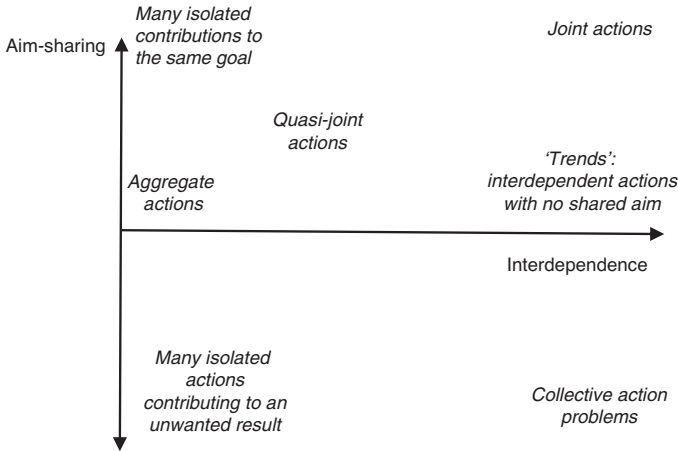 Aim-sharing
Many isolated
contributions to
the same goal
Joint actions
Quasi-joint
actions
Aggregate
actions
‘Trends’:
interdependent actions
with no shared aim
Interdependence
Many isolated
actions
contributing to an
unwanted result
Collective action
problems